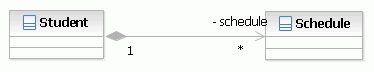 Student
- schedule
Schedule
1
*